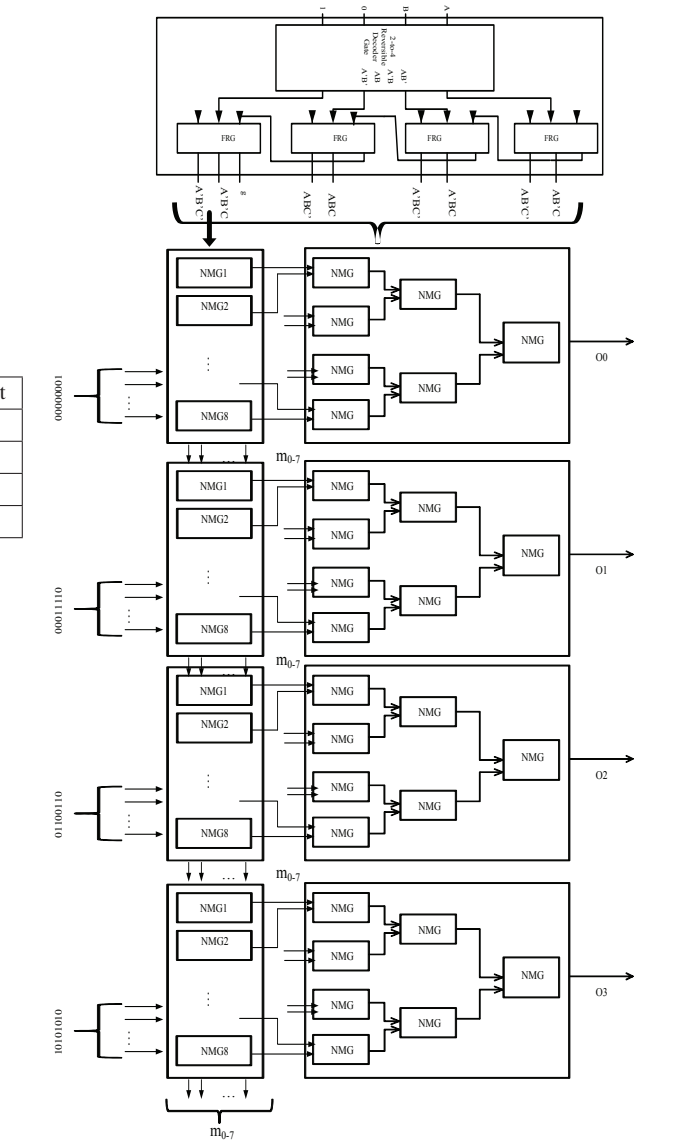 1 0 B A
2-to-4
Reversible
Decoder
Gate
AB'
A'B
AB
A'B'
FRG FRG FRG FRG
A'B'C' A'B'C g ABC' ABC A'BC' A'BC AB'C' AB'C
t
NMG1 NMG NMG
NMG2 NMG NMG O0
⋮ NMG
00000001 NMG8 NMG NMG
... m0-7
NMG1 NMG NMG
NMG2 NMG NMG O1
⋮ NMG
00011110 NMG8 NMG NMG
m0-7
NMG1 NMG NMG
NMG2 NMG NMG O2
⋮ NMG
01100110 NMG8 NMG NMG
... m0-7
NMG1 NMG NMG
NMG2 NMG NMG O3
⋮ NMG
10101010 NMG8 NMG NMG
...
m0-7